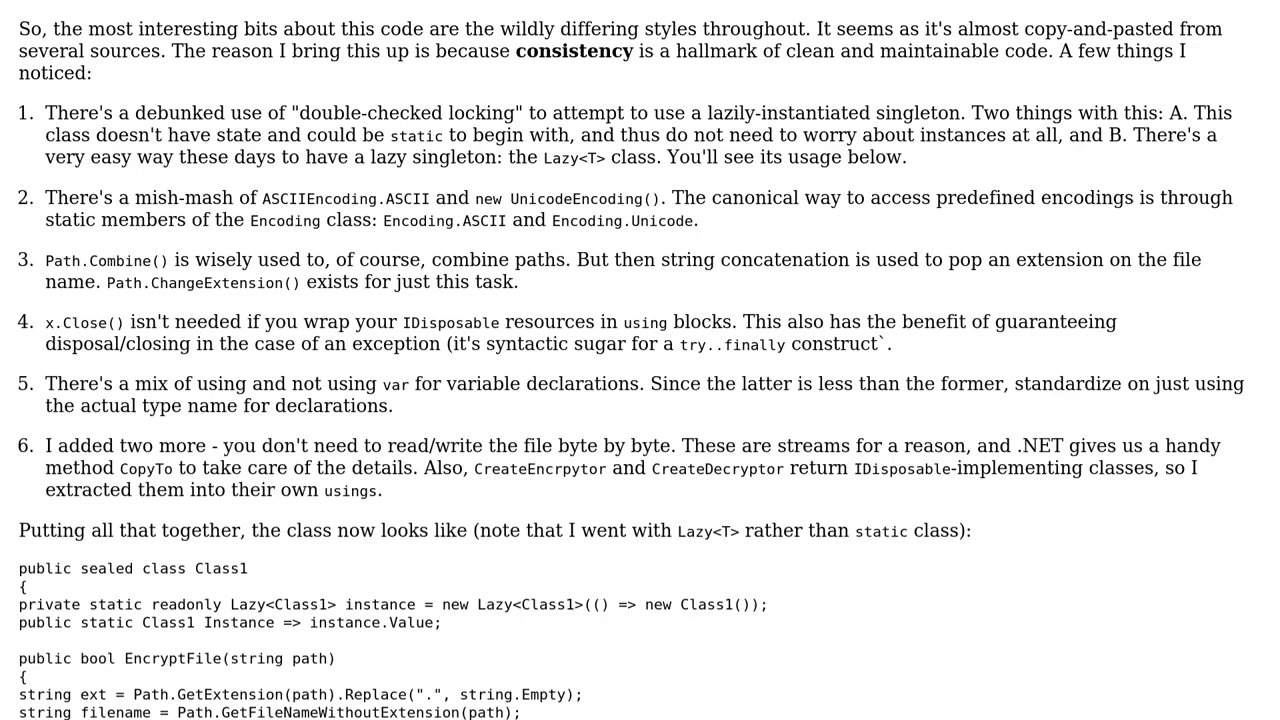 So, the most interesting bits about this code are the wildly differing styles throughout. It seems as it's almost copy-and-pasted from
several sources. The reason I bring this up is because consistency is a hallmark of clean and maintainable code. A few things I
noticed:
1. There's a debunked use of "double-checked locking" to attempt to use a lazily-instantiated singleton. Two things with this: A. This
class doesn't have state and could be static to begin with, and thus do not need to worry about instances at all, and B. There's a
very easy way these days to have a lazy singleton: the Lazy<T> class. You'll see its usage below.
2. There's a mish-mash of ASCIIEncoding.ASCII and new UnicodeEncoding(). The canonical way to access predefined encodings is through
static members of the Encoding class: Encoding.ASCII and Encoding.Unicode.
3. Path.Combine() is wisely used to, of course, combine paths. But then string concatenation is used to pop an extension on the file
name. Path.ChangeExtension() exists for just this task.
4. x.Close() isn't needed if you wrap your IDisposable resources in using blocks. This also has the benefit of guaranteeing
disposal/closing in the case of an exception (it's syntactic sugar for a try..finally construct`.
5. There's a mix of using and not using var for variable declarations. Since the latter is less than the former, standardize on just using
the actual type name for declarations.
6. I added two more - you don't need to read/write the file byte by byte. These are streams for a reason, and .NET gives us a handy
method CopyTo to take care of the details. Also, CreateEncrpytor and CreateDecryptor return IDisposable-implementing classes, so I
extracted them into their own usings.
Putting all that together, the class now looks like (note that I went with Lazy<T> rather than static class):
public sealed class Class1
{
private static readonly Lazy<Class1> instance = new Lazy<Class1>(() => new Class1());
public static Class1 Instance => instance.Value;
public bool EncryptFile(string path)
{
string ext = Path.GetExtension(path).Replace(".", string.Empty);
string filename = Path.GetFileNameWithoutExtension(path);